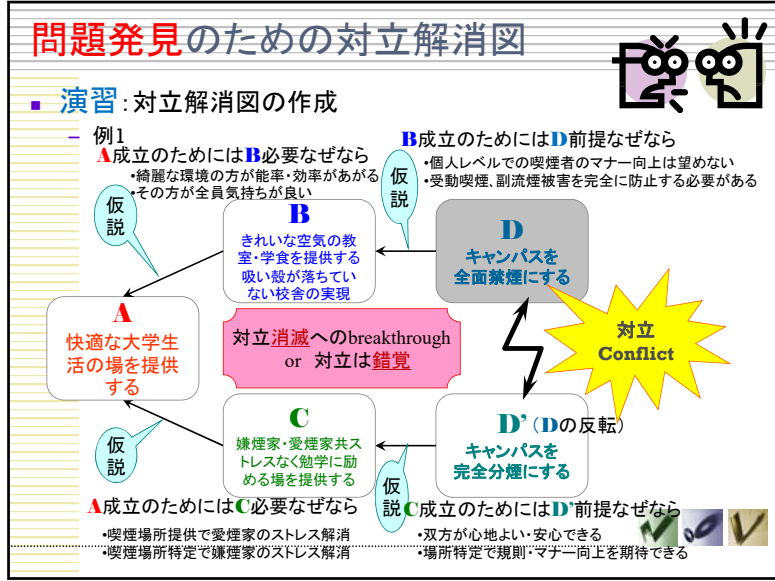 問題発見のための対立解消図
演習:対立解消図の作成
例1
A成立のためにはB必要なぜなら
•綺麗な環境の方が能率・効率があがる
•その方が全員気持ちが良い
B成立のためにはD前提なぜなら
•個人レベルでの喫煙者のマナー向上は望めない
•受動喫煙、副流煙被害を完全に防止する必要がある
仮
説
仮
説
B
きれいな空気の教
室・学食を提供する
吸い殻が落ちてい
ない校舎の実現
D
キャンパスを
全面禁煙にする
A
快適な大学生
活の場を提供
する
対立消滅へのbreakthrough
or 対立は錯覚
対立
Conflict
C
嫌煙家・愛煙家共ス
トレスなく勉学に励
める場を提供する
D'(Dの反転)
キャンパスを
完全分煙にする
仮
説
仮
説
A成立のためにはC必要なぜなら
•喫煙場所提供で愛煙家のストレス解消
•喫煙場所特定で嫌煙家のストレス解消
C成立のためにはD'前提なぜなら
•双方が心地よい・安心できる
•場所特定で規則・マナー向上を期待できる